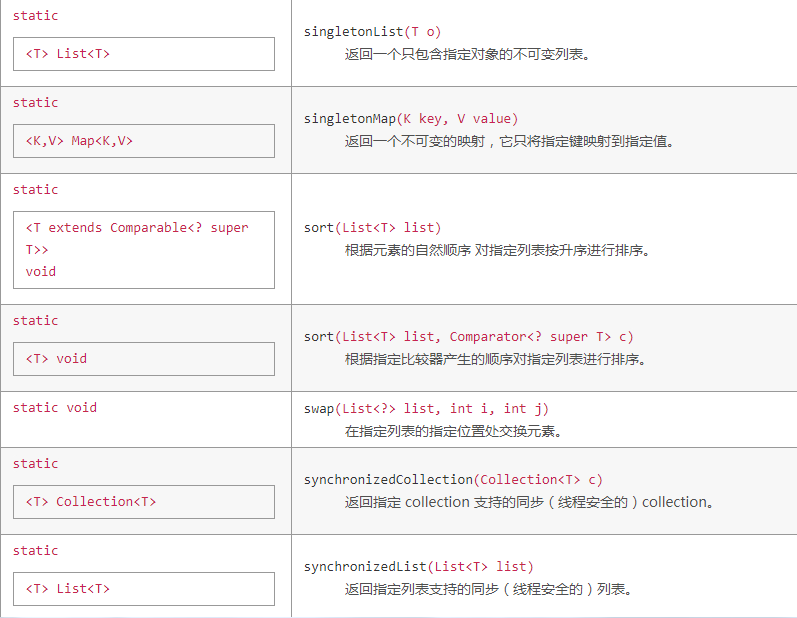 static
<T> List<T>
singletonList(T o)
返回一个只包含指定对象的不可变列表。
static
<K,V> Map<K,V>
singletonMap(K key, V value)
返回一个不可变的映射，它只将指定键映射到指定值。
static
<T extends Comparable<? super
T>>
void
sort(List<T> list)
根据元素的自然顺序 对指定列表按升序进行排序。
static
<T> void
sort(List<T> list, Comparator<? super T> c)
根据指定比较器产生的顺序对指定列表进行排序。
static void
swap(List<?> list, int i, int j)
在指定列表的指定位置处交换元素。
static
<T> Collection<T>
synchronizedCollection(Collection<T> c)
返回指定 collection 支持的同步（线程安全的）collection。
static
<T> List<T>
synchronizedList(List<T> list)
返回指定列表支持的同步（线程安全的）列表。